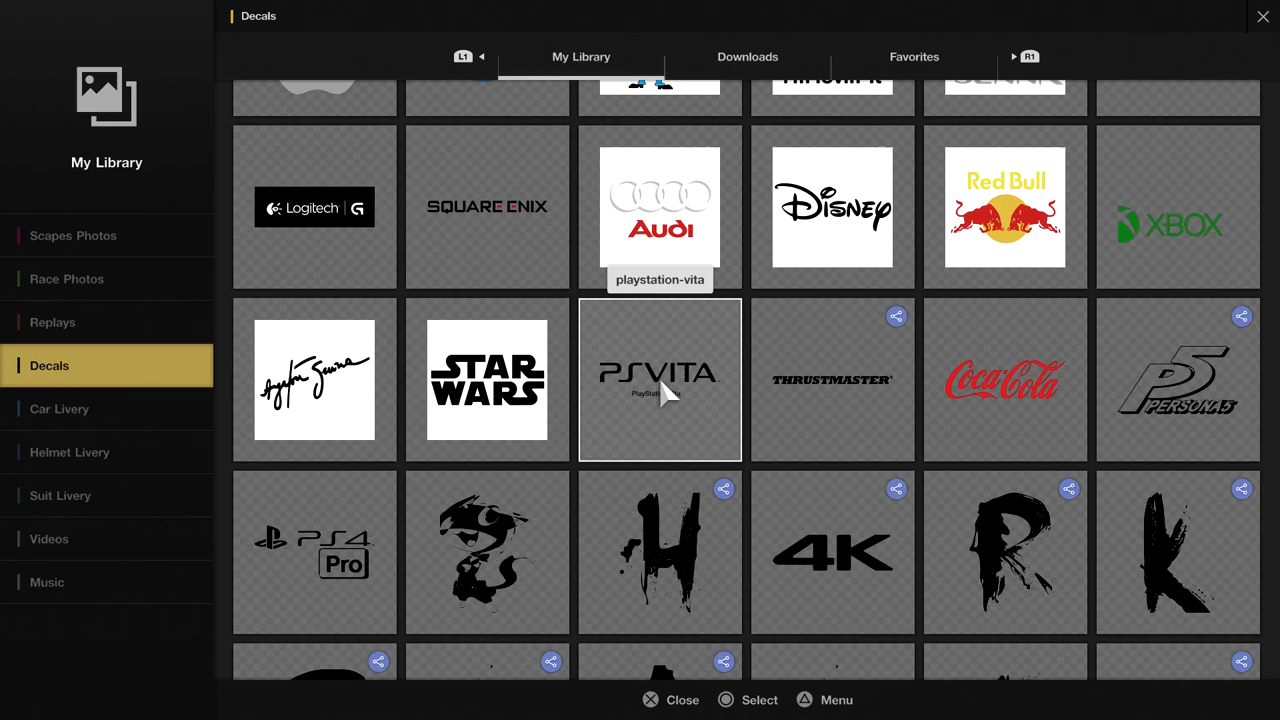 Decals
L1
My Library
Downloads
Favorites
R1
My Library
Scapes Photos
Race Photos
Replays
Decals
Car Livery
Helmet Livery
Suit Livery
Videos
Music
Logitech G
SQUARE ENIX
Audi
Disney
Red Bull
XBOX
playstation-vita
Ayrton Senna
STAR
WARS
PSVITA
THRUSTMASTER
Coca-Cola
P5
PERSONA5
PS4
Pro
H
4K
R
K
Close
Select
Menu